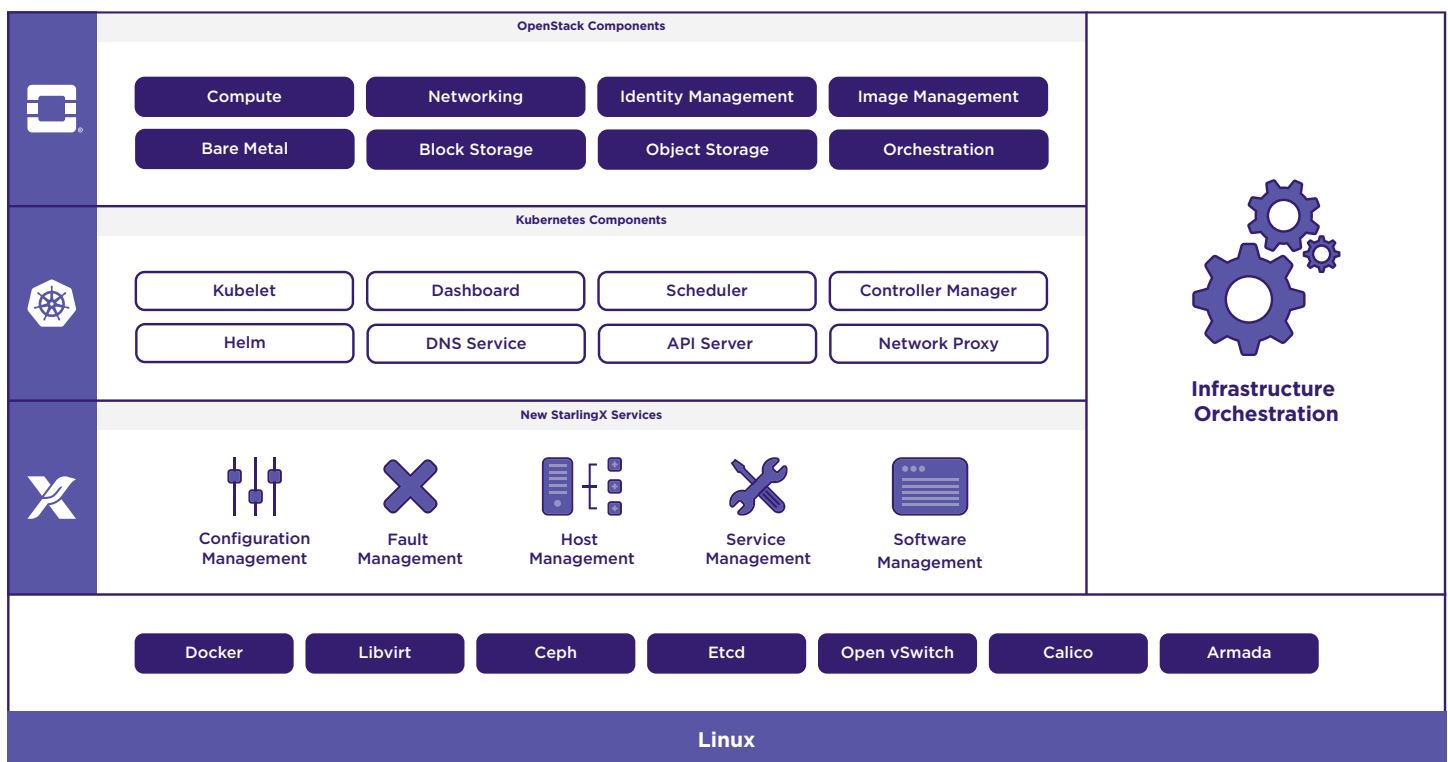 OpenStack Components
Compute
Networking
Identity Management
Image Management
Bare Metal
Block Storage
Object Storage
Orchestration
Kubernetes Components
Kubelet
Dashboard
Scheduler
Controller Manager
Helm
DNS Service
API Server
Network Proxy
New StarlingX Services
Configuration
Management
Fault
Management
Host
Management
Service
Management
Software
Management
Infrastructure
Orchestration
Docker
Libvirt
Ceph
Etcd
Open vSwitch
Calico
Armada
Linux